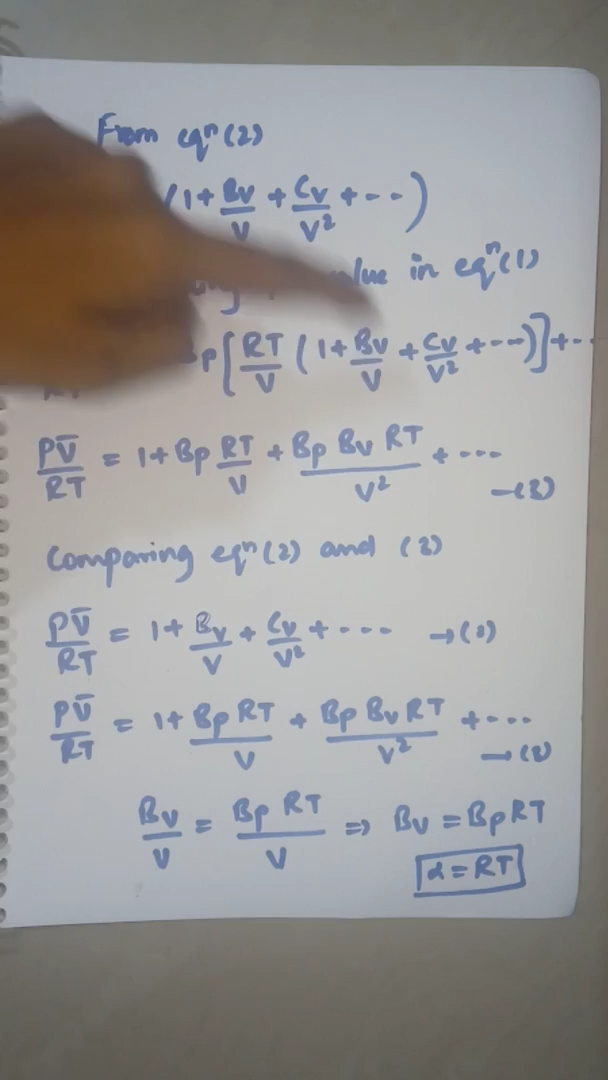 From eqⁿ(2)
(1+ Bv/V + Cv/V² + --)
in eqⁿ(1)
[RT/V (1+ Bv/V + Cv/V² + ---)] + --
PV̄/RT = 1+ Bp RT/V + Bp Bv RT/V² + ---- —(3)
Comparing eqⁿ(2) and (3)
PV̄/RT = 1+ Bv/V + Cv/V² + ---- →(2)
PV̄/RT = 1+ Bp RT/V + Bp Bv RT/V² + ---- —(3)
Bv/V = Bp RT/V ⇒ Bv = Bp RT
α = RT